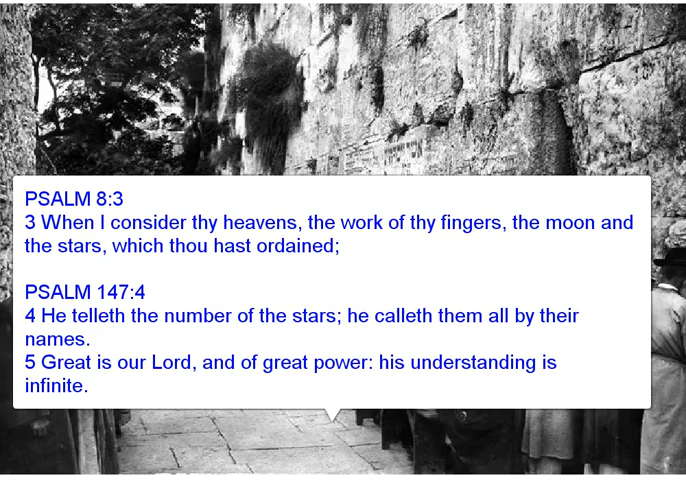 PSALM 8:3
3 When I consider thy heavens, the work of thy fingers, the moon and
the stars, which thou hast ordained;
PSALM 147:4
4 He telleth the number of the stars; he calleth them all by their
names.
5 Great is our Lord, and of great power: his understanding is
infinite.